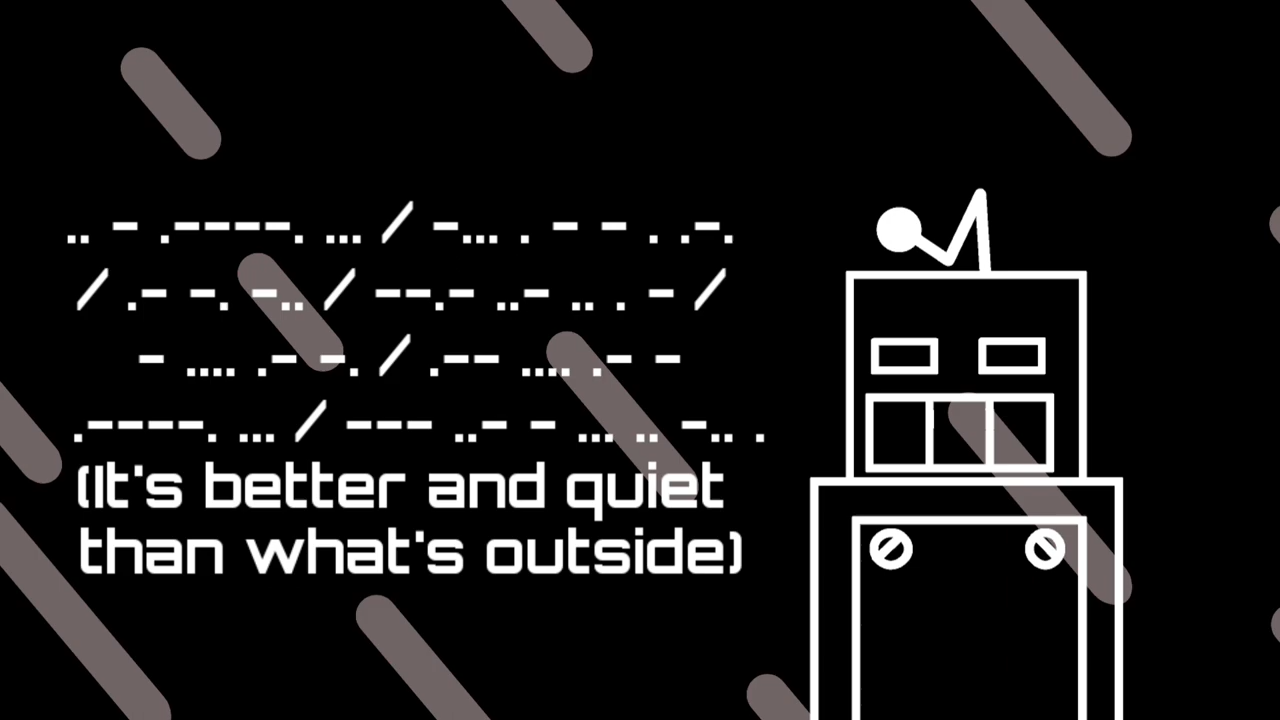 .. - .----. ... / -... . - - . .-.
/ .- -. -.. / --.- ..- .. . - /
- .... .- -. / .-- .... .- -
.----. ... / --- ..- - ... .. -.. .
(It's better and quiet
than what's outside)